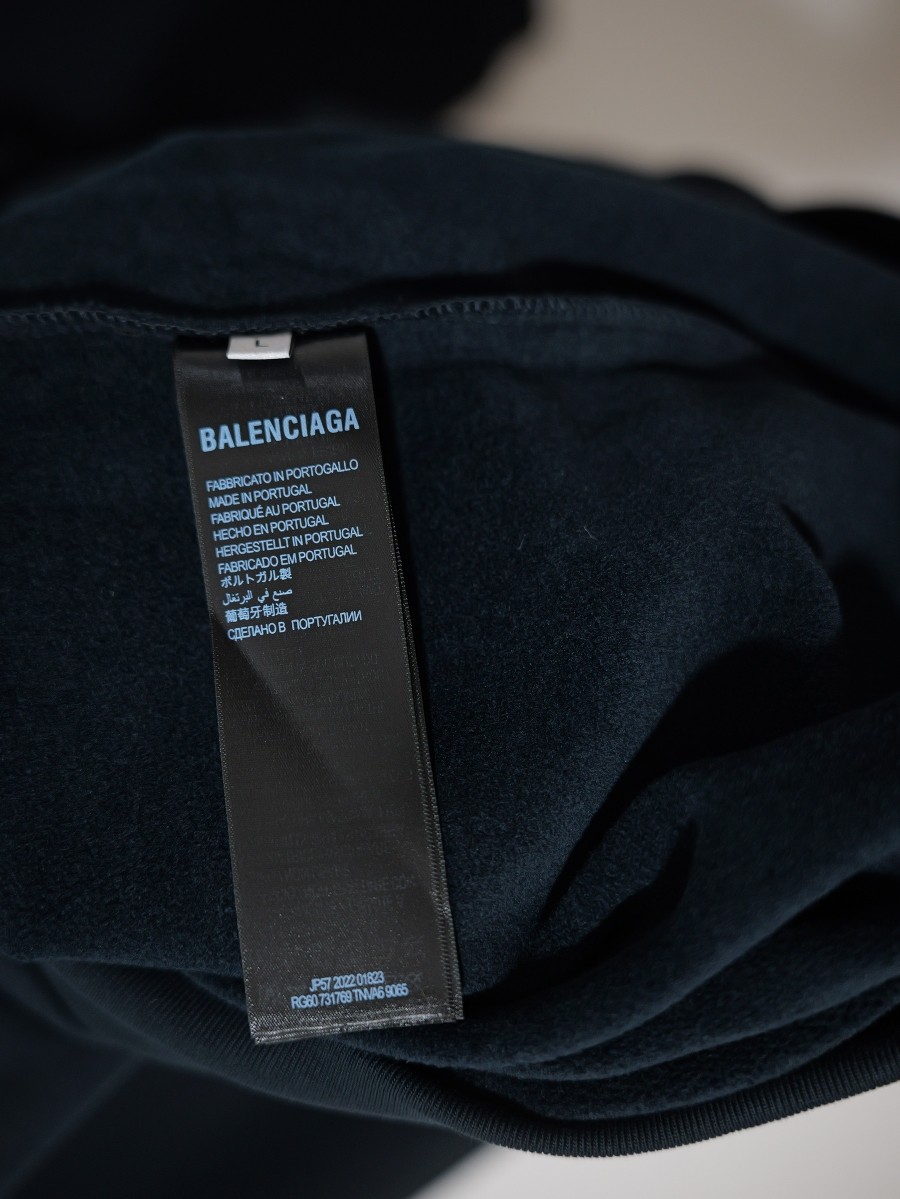 L
BALENCIAGA
FABBRICATO IN PORTOGALLO
MADE IN PORTUGAL
FABRIQUÉ AU PORTUGAL
HECHO EN PORTUGAL
HERGESTELLT IN PORTUGAL
FABRICADO EM PORTUGAL
ポルトガル製
صنع في البرتغال
葡萄牙制造
СДЕЛАНО В ПОРТУГАЛИИ
JP57 2022 01823
RG60 731769 TNVA6 9065